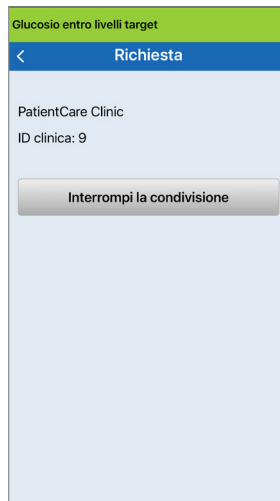 Glucosio entro livelli target
Richiesta
PatientCare Clinic
ID clinica: 9
Interrompi la condivisione